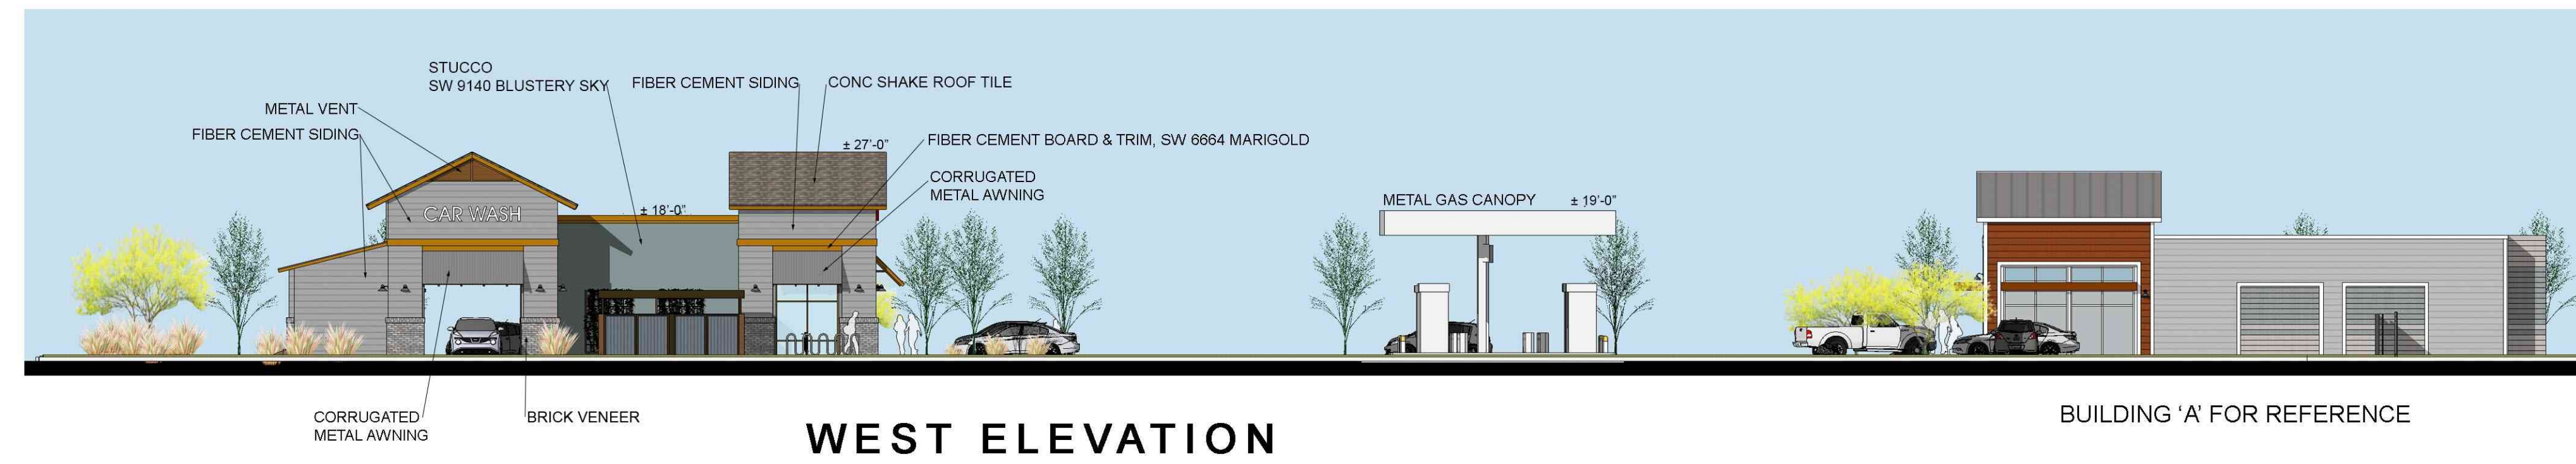 STUCCO
SW 9140 BLUSTERY SKY
FIBER CEMENT SIDING
CONC SHAKE ROOF TILE
METAL VENT
FIBER CEMENT SIDING
± 27'-0"
FIBER CEMENT BOARD & TRIM, SW 6664 MARIGOLD
CORRUGATED
METAL AWNING
CAR WASH
± 18'-0"
METAL GAS CANOPY
± 19'-0"
CORRUGATED
METAL AWNING
BRICK VENEER
WEST ELEVATION
BUILDING ‘A’ FOR REFERENCE